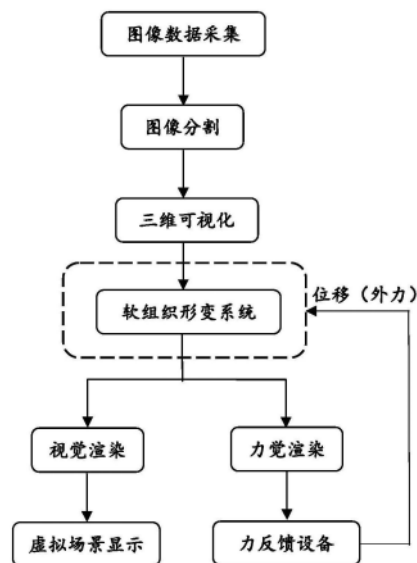 图像数据采集
图像分割
三维可视化
位移（外力）
软组织形变系统
视觉渲染
力觉渲染
虚拟场景显示
力反馈设备